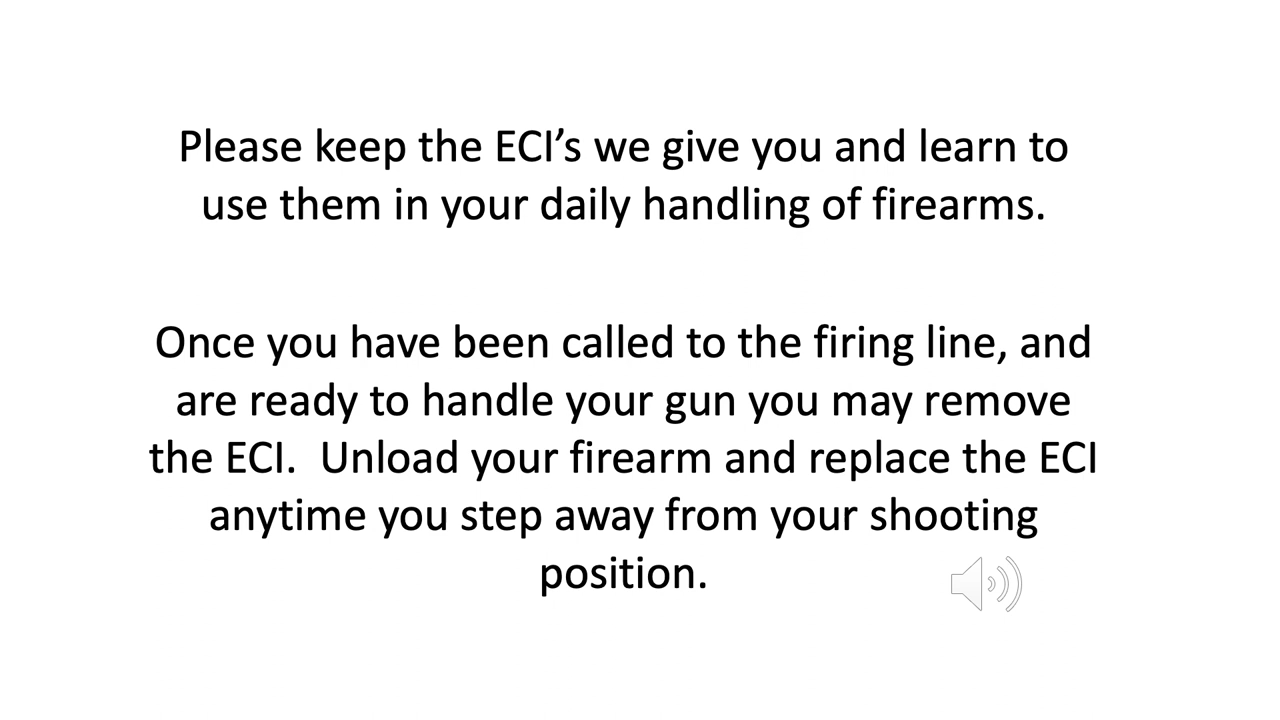 Please keep the ECI’s we give you and learn to
use them in your daily handling of firearms.
Once you have been called to the firing line, and
are ready to handle your gun you may remove
the ECI.  Unload your firearm and replace the ECI
anytime you step away from your shooting
position.